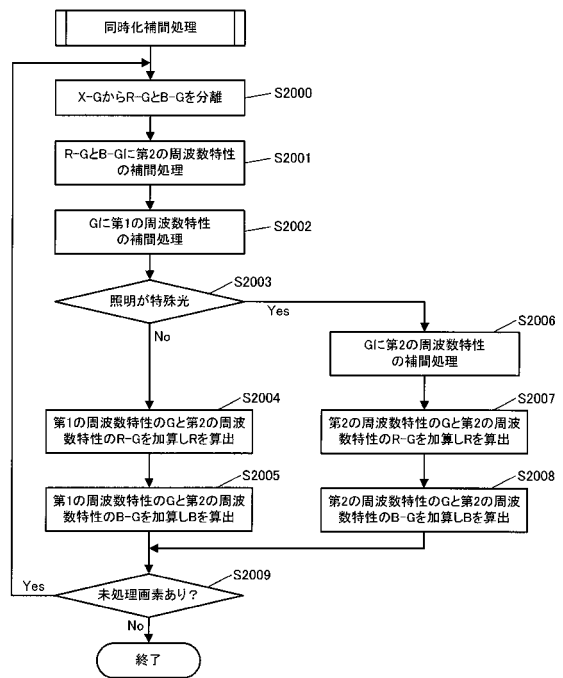 同時化補間処理
X-GからR-GとB-Gを分離
S2000
R-GとB-Gに第2の周波数特性
の補間処理
S2001
Gに第1の周波数特性
の補間処理
S2002
照明が特殊光
S2003
Yes
No
Gに第2の周波数特性
の補間処理
S2006
第1の周波数特性のGと第2の周波
数特性のR-Gを加算しRを算出
S2004
第2の周波数特性のGと第2の周波
数特性のR-Gを加算しRを算出
S2007
第1の周波数特性のGと第2の周波
数特性のB-Gを加算しBを算出
S2005
第2の周波数特性のGと第2の周波
数特性のB-Gを加算しBを算出
S2008
未処理画素あり?
S2009
Yes
No
終了